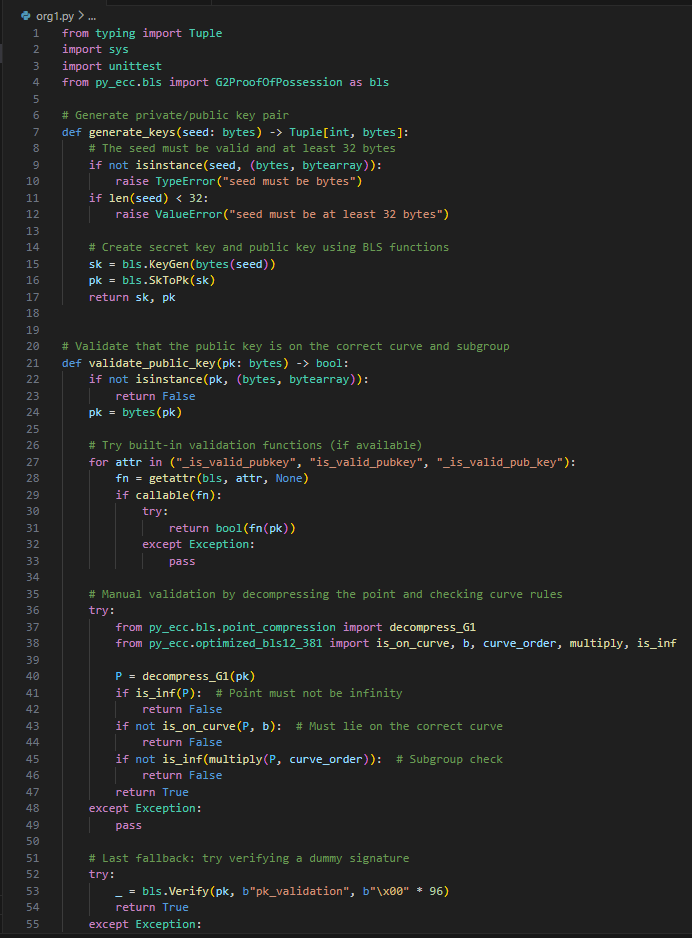 org1.py > ...
1 from typing import Tuple
2 import sys
3 import unittest
4 from py_ecc.bls import G2ProofOfPossession as bls
5
6 # Generate private/public key pair
7 def generate_keys(seed: bytes) -> Tuple[int, bytes]:
8     # The seed must be valid and at least 32 bytes
9     if not isinstance(seed, (bytes, bytearray)):
10         raise TypeError("seed must be bytes")
11     if len(seed) < 32:
12         raise ValueError("seed must be at least 32 bytes")
13
14     # Create secret key and public key using BLS functions
15     sk = bls.KeyGen(bytes(seed))
16     pk = bls.SkToPk(sk)
17     return sk, pk
18
19
20 # Validate that the public key is on the correct curve and subgroup
21 def validate_public_key(pk: bytes) -> bool:
22     if not isinstance(pk, (bytes, bytearray)):
23         return False
24     pk = bytes(pk)
25
26     # Try built-in validation functions (if available)
27     for attr in ("_is_valid_pubkey", "is_valid_pubkey", "_is_valid_pub_key"):
28         fn = getattr(bls, attr, None)
29         if callable(fn):
30             try:
31                 return bool(fn(pk))
32             except Exception:
33                 pass
34
35     # Manual validation by decompressing the point and checking curve rules
36     try:
37         from py_ecc.bls.point_compression import decompress_G1
38         from py_ecc.optimized_bls12_381 import is_on_curve, b, curve_order, multiply, is_inf
39
40         P = decompress_G1(pk)
41         if is_inf(P):  # Point must not be infinity
42             return False
43         if not is_on_curve(P, b):  # Must lie on the correct curve
44             return False
45         if not is_inf(multiply(P, curve_order)):  # Subgroup check
46             return False
47         return True
48     except Exception:
49         pass
50
51     # Last fallback: try verifying a dummy signature
52     try:
53         _ = bls.Verify(pk, b"pk_validation", b"\x00" * 96)
54         return True
55     except Exception: